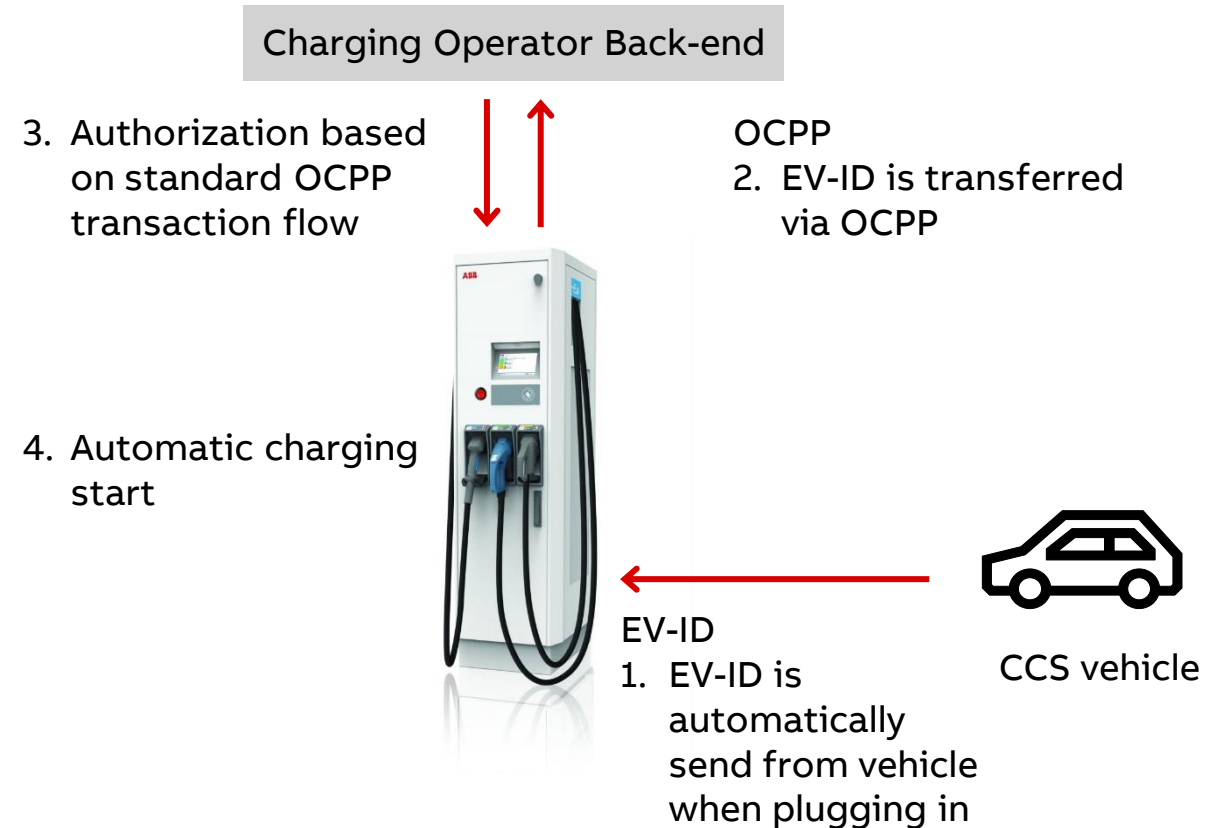 Charging Operator Back-end
3. Authorization based
on standard OCPP
transaction flow
OCPP
2. EV-ID is transferred
via OCPP
ABB
4. Automatic charging
start
EV-ID
1. EV-ID is
automatically
send from vehicle
when plugging in
CCS vehicle